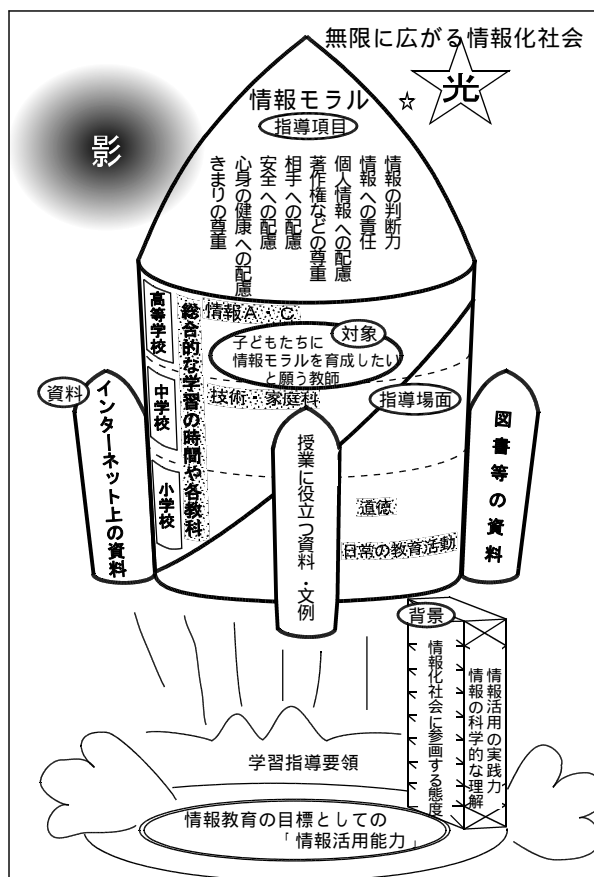 無限に広がる情報化社会
光
☆
影
情報モラル
指導項目
情報の判断力
情報への責任
個人情報への配慮
著作権などの尊重
相手への配慮
安全への配慮
心身の健康への配慮
きまりの尊重
高等学校
中学校
小学校
総合的な学習の時間や各教科
情報A・C
対象
子どもたちに
情報モラルを育成したい
と願う教師
技術・家庭科
指導場面
道徳
日常の教育活動
資料
インターネット上の資料
授業に役立つ資料・文例
図書等の資料
背景
情報活用の実践力
情報の科学的な理解
情報化社会に参画する態度
学習指導要領
情報教育の目標としての
「情報活用能力」